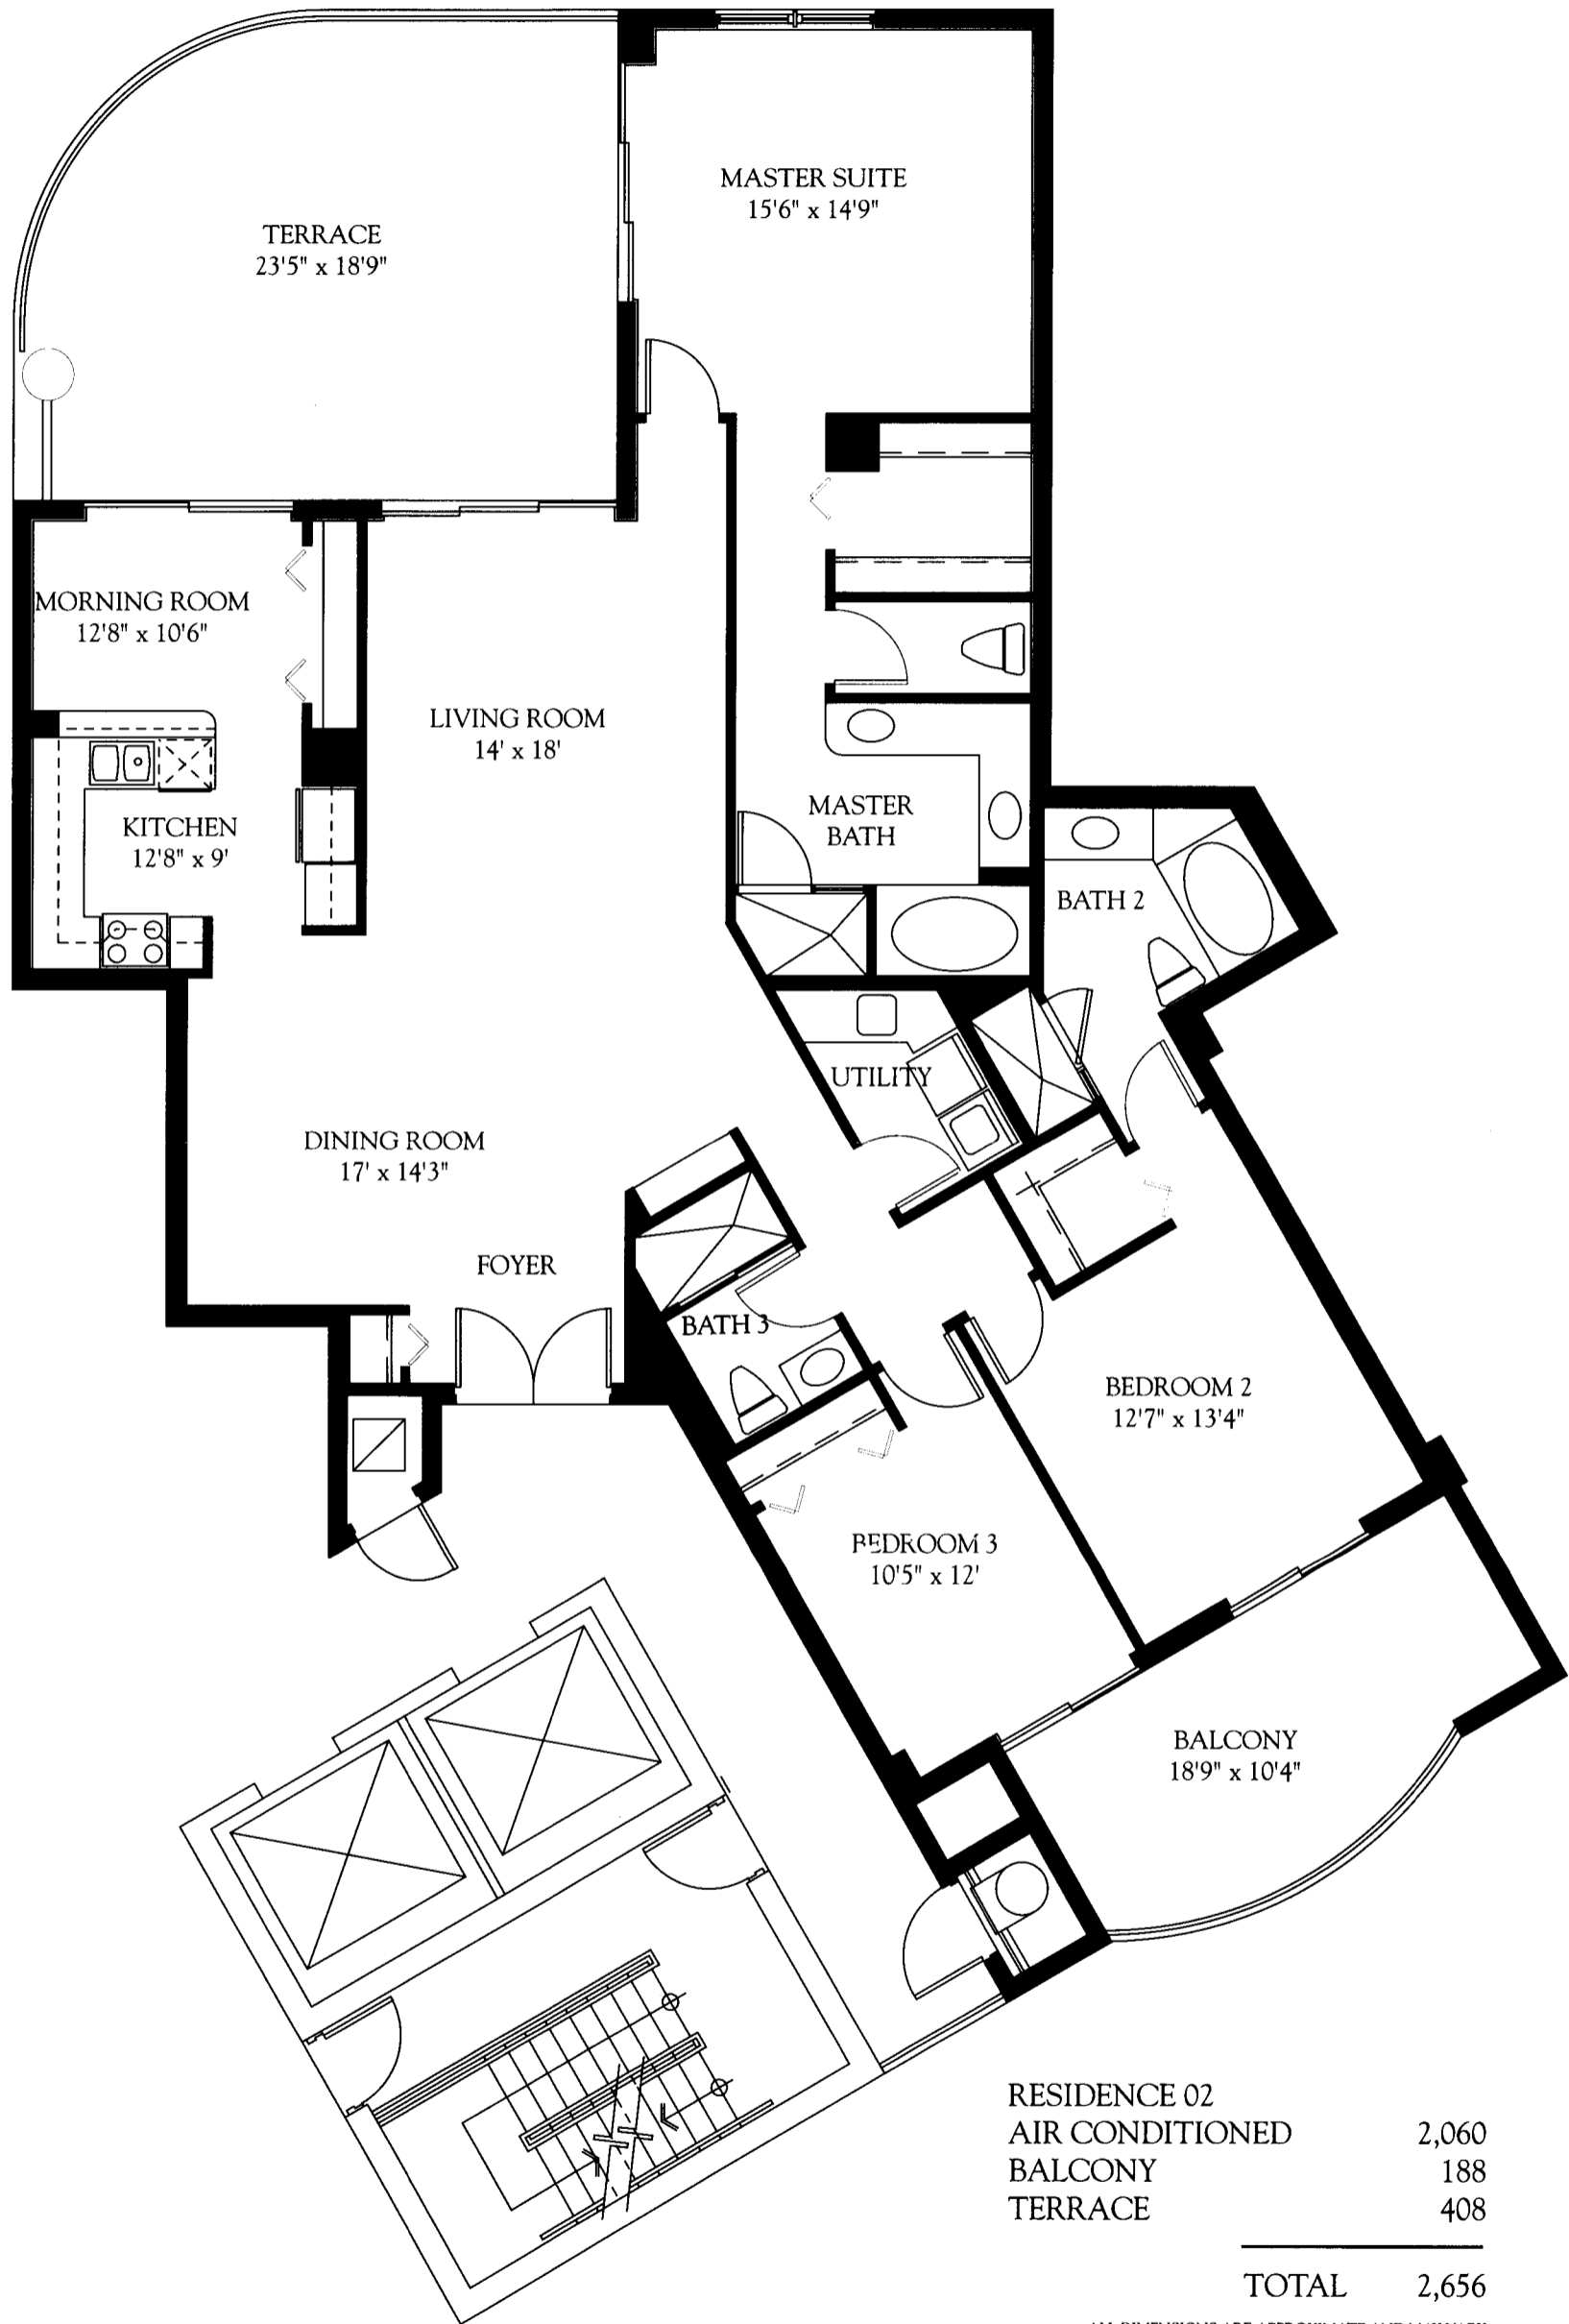 MASTER SUITE
15'6" x 14'9"
TERRACE
23'5" x 18'9"
MORNING ROOM
12'8" x 10'6"
LIVING ROOM
14' x 18'
KITCHEN
12'8" x 9'
MASTER
BATH
BATH 2
UTILITY
DINING ROOM
17' x 14'3"
FOYER
BATH 3
BEDROOM 2
12'7" x 13'4"
BEDROOM 3
10'5" x 12'
BALCONY
18'9" x 10'4"
RESIDENCE 02
AIR CONDITIONED 2,060
BALCONY 188
TERRACE 408
TOTAL 2,656